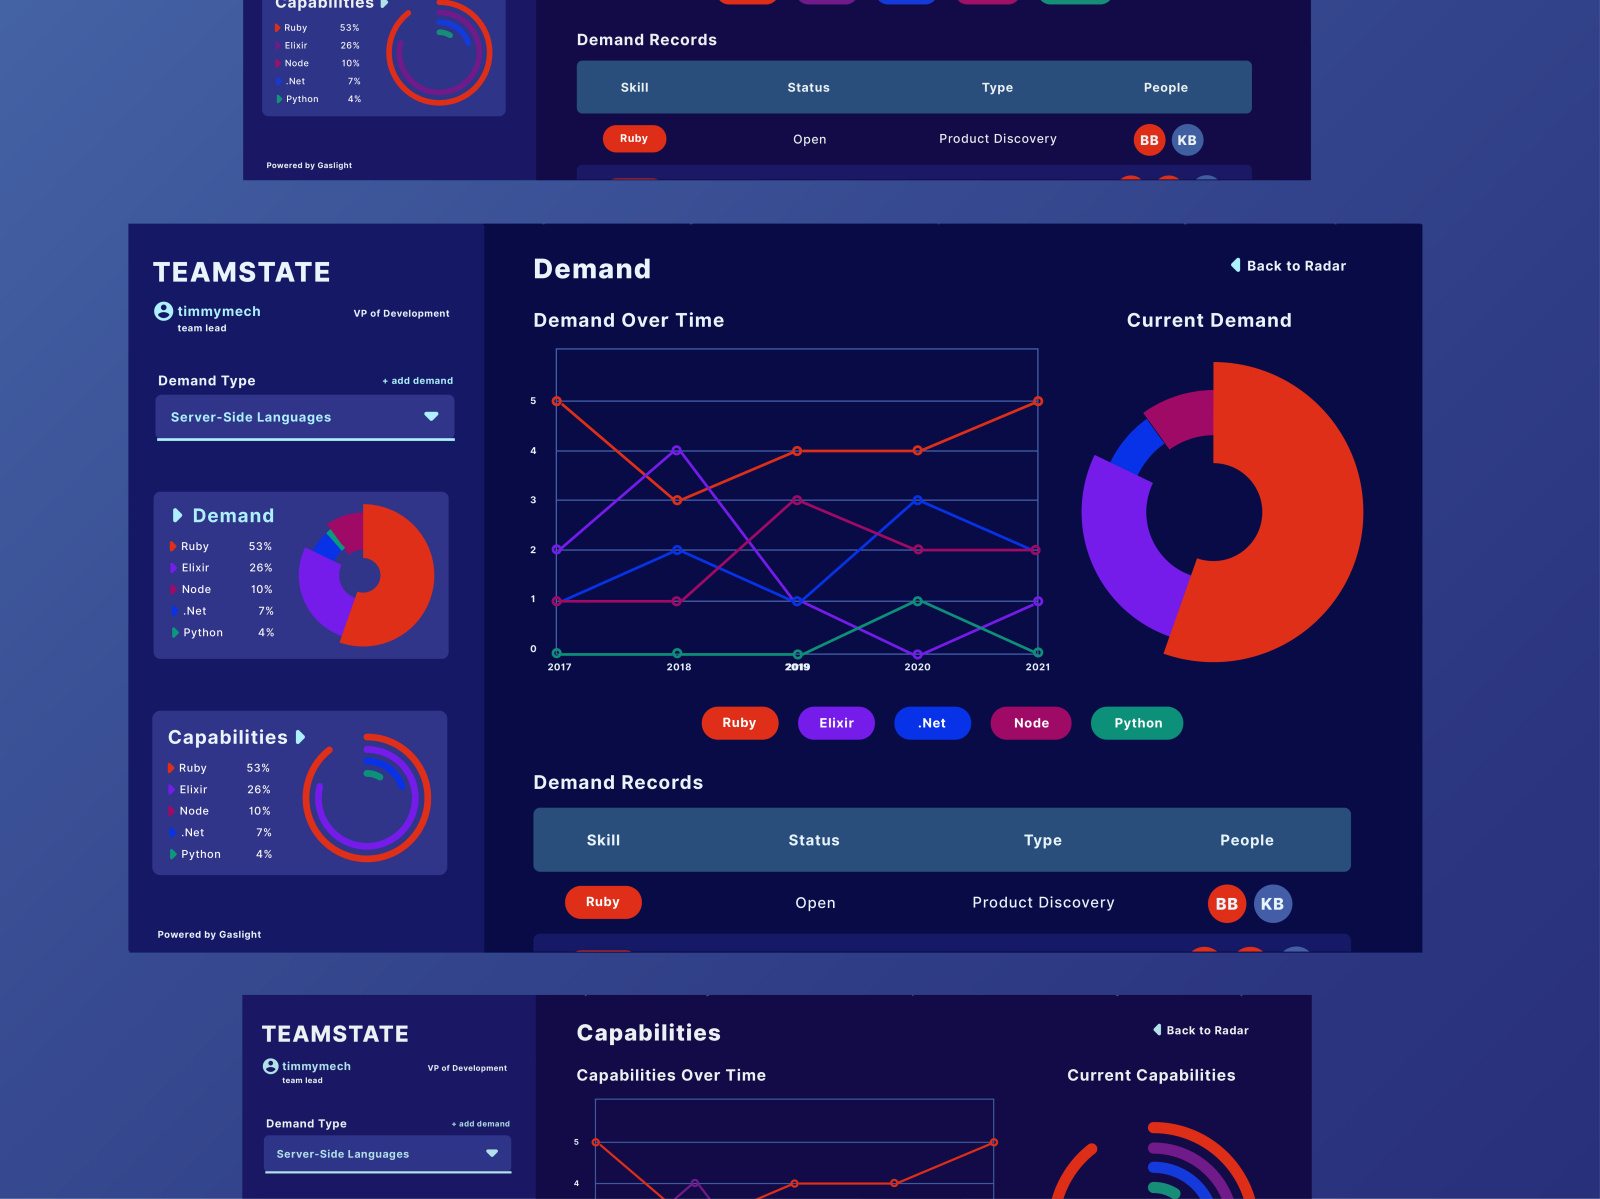 Capabilities
Ruby 53%
Elixir 26%
Node 10%
.Net 7%
Python 4%
Powered by Gaslight
Demand Records
Skill Status Type People
Ruby Open Product Discovery BB KB
TEAMSTATE
timmymech
team lead
VP of Development
Demand Type
+ add demand
Server-Side Languages
Demand
Ruby 53%
Elixir 26%
Node 10%
.Net 7%
Python 4%
Capabilities
Ruby 53%
Elixir 26%
Node 10%
.Net 7%
Python 4%
Powered by Gaslight
Demand
Back to Radar
Demand Over Time
Current Demand
5
4
3
2
1
0
2017 2018 2019 2020 2021
Ruby Elixir .Net Node Python
Demand Records
Skill Status Type People
Ruby Open Product Discovery BB KB
TEAMSTATE
timmymech
team lead
VP of Development
Demand Type
+ add demand
Server-Side Languages
Capabilities
Back to Radar
Capabilities Over Time
Current Capabilities
5
4